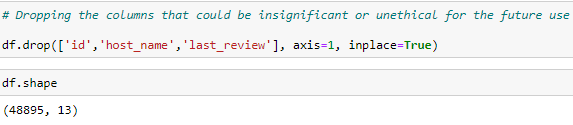 # Dropping the columns that could be insignificant or unethical for the future use
df.drop(['id','host_name','last_review'], axis=1, inplace=True)
df.shape
(48895, 13)